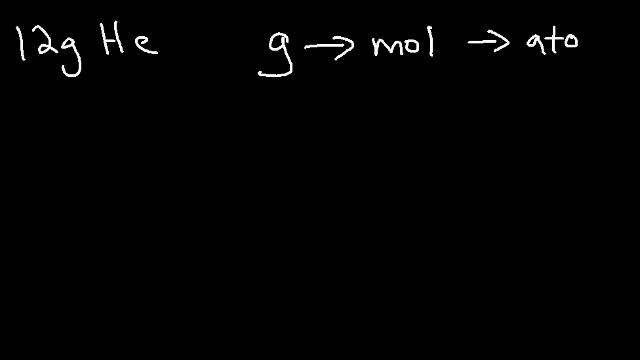 12g He g → mol → ato